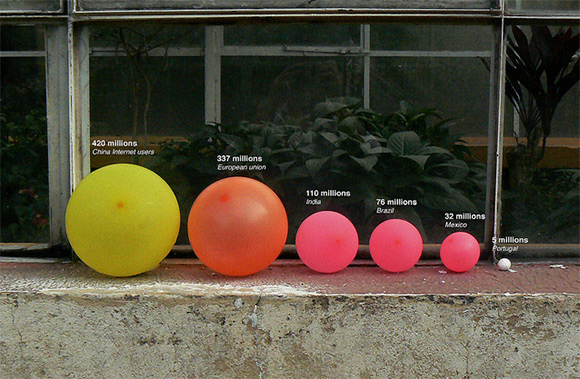 420 millions
China Internet users
337 millions
European union
110 millions
India
76 millions
Brazil
32 millions
Mexico
5 millions
Portugal